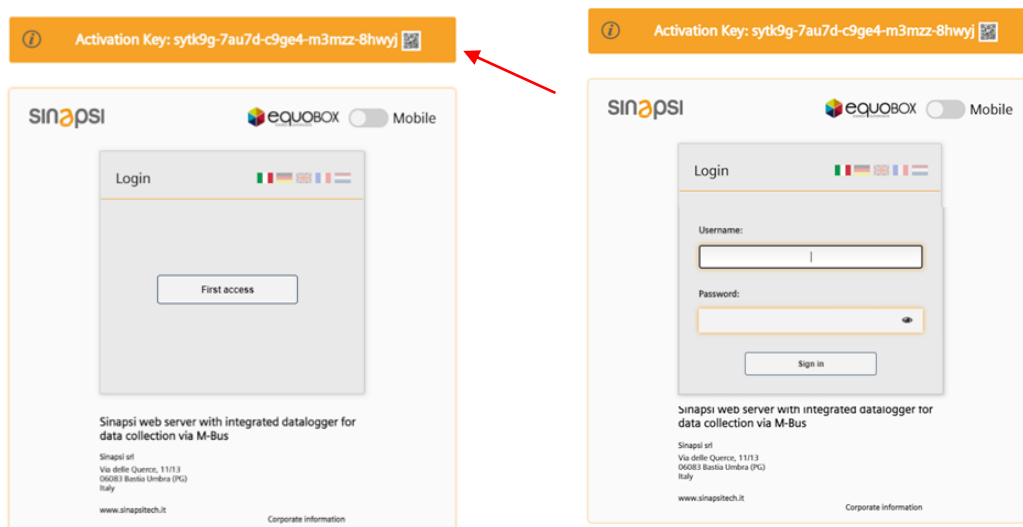 Activation Key: sytk9g-7au7d-c9ge4-m3mzz-8hwyj
sinapsi
equobox
Mobile
Login
First access
Sinapsi web server with integrated datalogger for
data collection via M-Bus
Sinapsi srl
Via delle Querce, 11/13
06083 Bastia Umbra (PG)
Italy
www.sinapsitech.it
Corporate information
Activation Key: sytk9g-7au7d-c9ge4-m3mzz-8hwyj
sinapsi
equobox
Mobile
Login
Username:
Password:
Sign in
Sinapsi web server with integrated datalogger for
data collection via M-Bus
Sinapsi srl
Via delle Querce, 11/13
06083 Bastia Umbra (PG)
Italy
www.sinapsitech.it
Corporate information